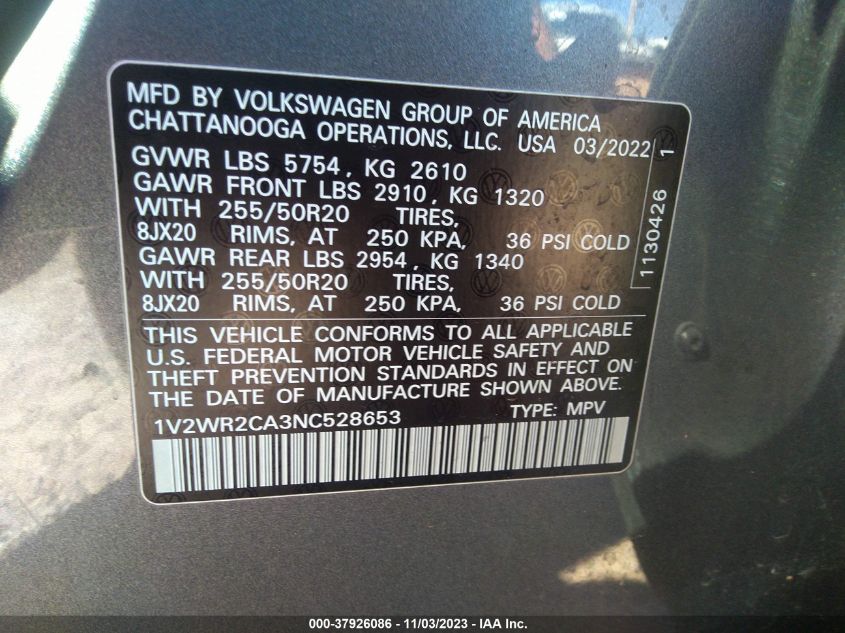 MFD BY VOLKSWAGEN GROUP OF AMERICA
CHATTANOOGA OPERATIONS, LLC. USA 03/2022
GVWR LBS 5754, KG 2610
GAWR FRONT LBS 2910, KG 1320
WITH 255/50R20 TIRES,
8JX20 RIMS, AT 250 KPA, 36 PSI COLD
GAWR REAR LBS 2954, KG 1340
WITH 255/50R20 TIRES,
8JX20 RIMS, AT 250 KPA, 36 PSI COLD
1130426 1
THIS VEHICLE CONFORMS TO ALL APPLICABLE
U.S. FEDERAL MOTOR VEHICLE SAFETY AND
THEFT PREVENTION STANDARDS IN EFFECT ON
THE DATE OF MANUFACTURE SHOWN ABOVE.
1V2WR2CA3NC528653 TYPE: MPV
000-37926086 - 11/03/2023 - IAA Inc.